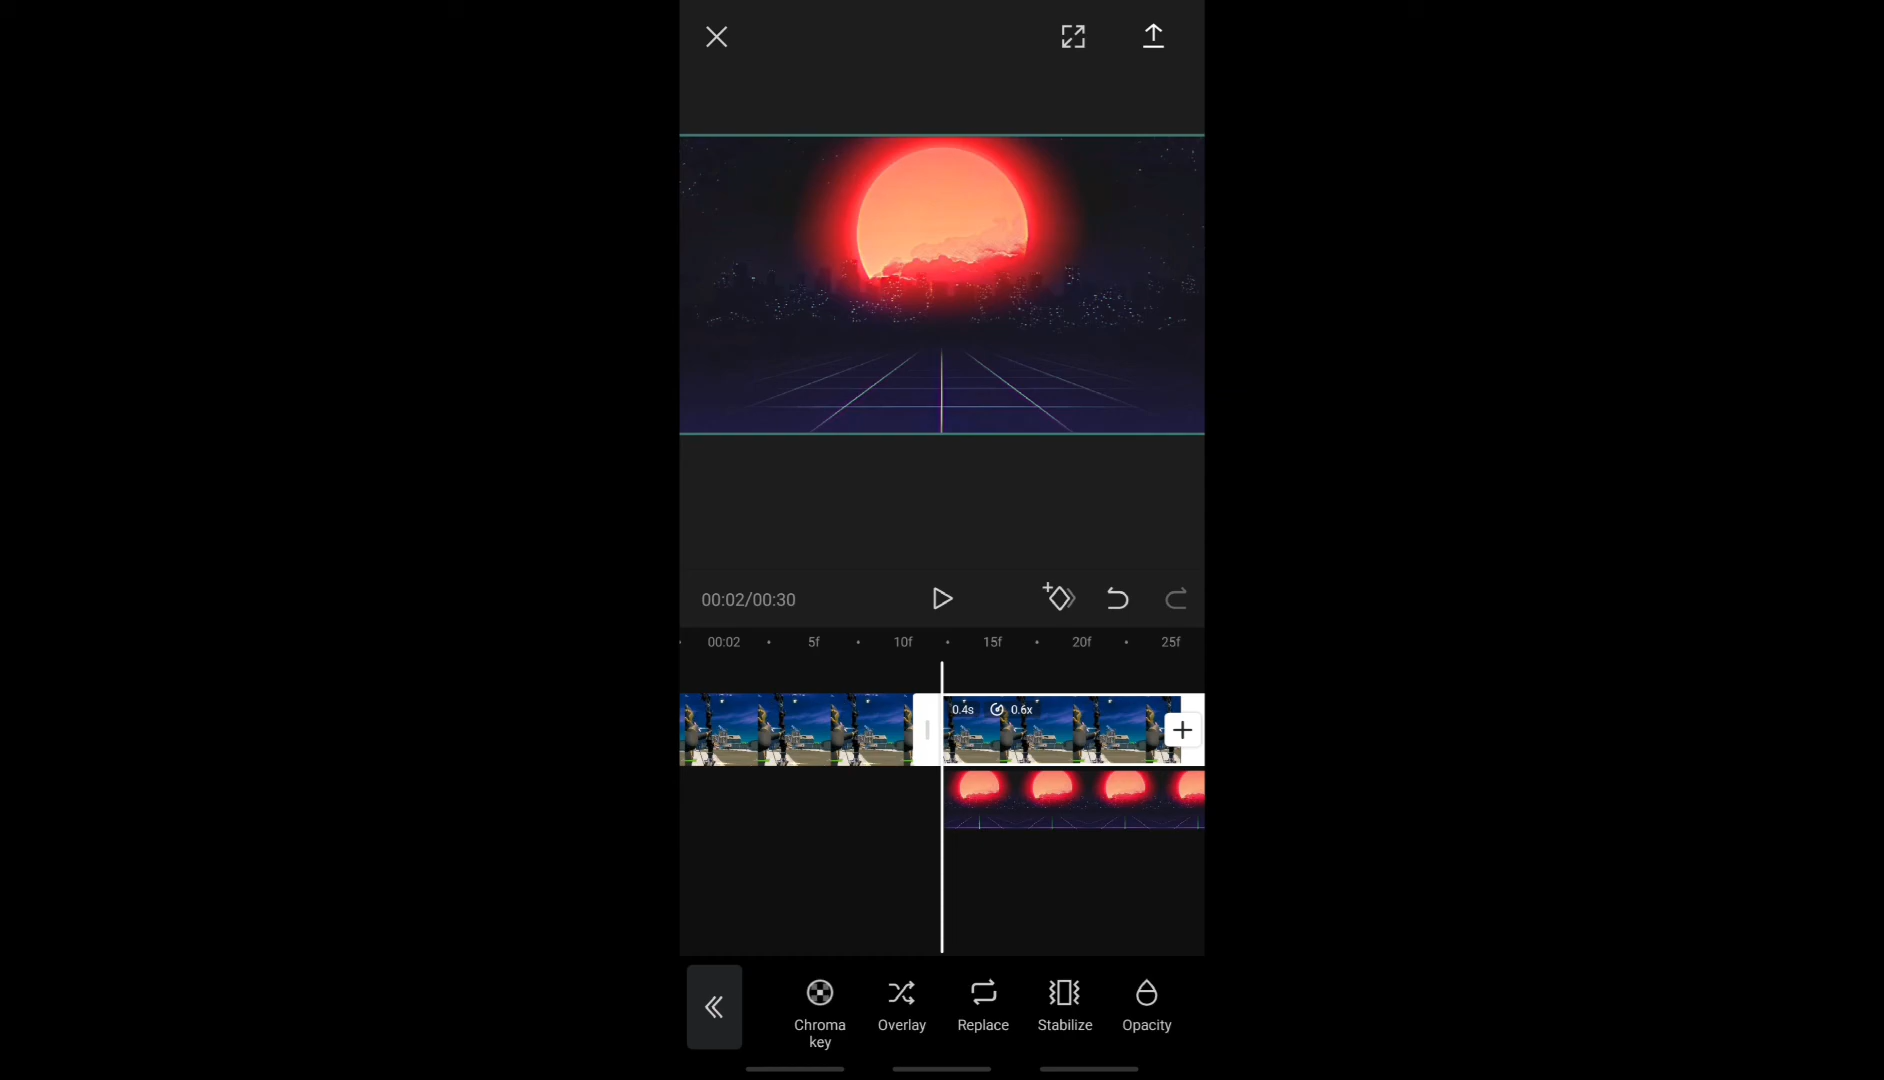 00:02/00:30
00:02 5f 10f 15f 20f 25f
0.4s 0.6x
Chroma key
Overlay
Replace
Stabilize
Opacity